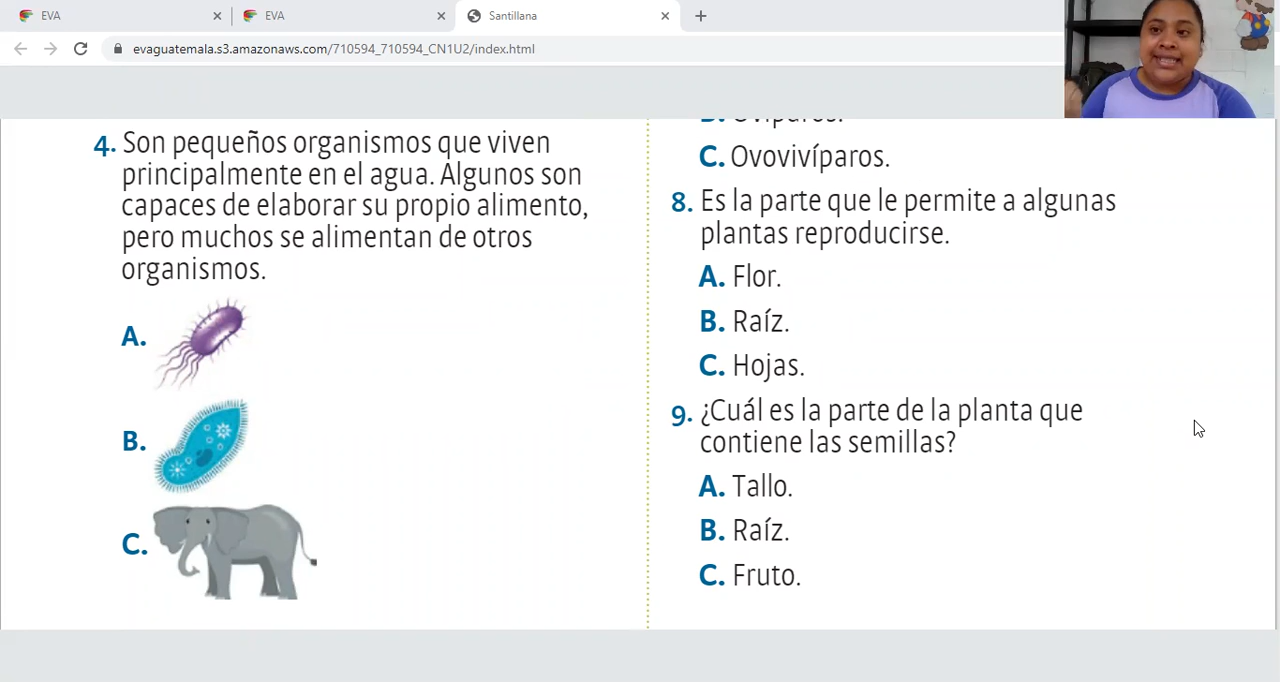 EVA
EVA
Santillana
evaguatemala.s3.amazonaws.com/710594_710594_CN1U2/index.html
4. Son pequeños organismos que viven
principalmente en el agua. Algunos son
capaces de elaborar su propio alimento,
pero muchos se alimentan de otros
organismos.
A.
B.
C.
C. Ovovivíparos.
8. Es la parte que le permite a algunas
plantas reproducirse.
A. Flor.
B. Raíz.
C. Hojas.
9. ¿Cuál es la parte de la planta que
contiene las semillas?
A. Tallo.
B. Raíz.
C. Fruto.